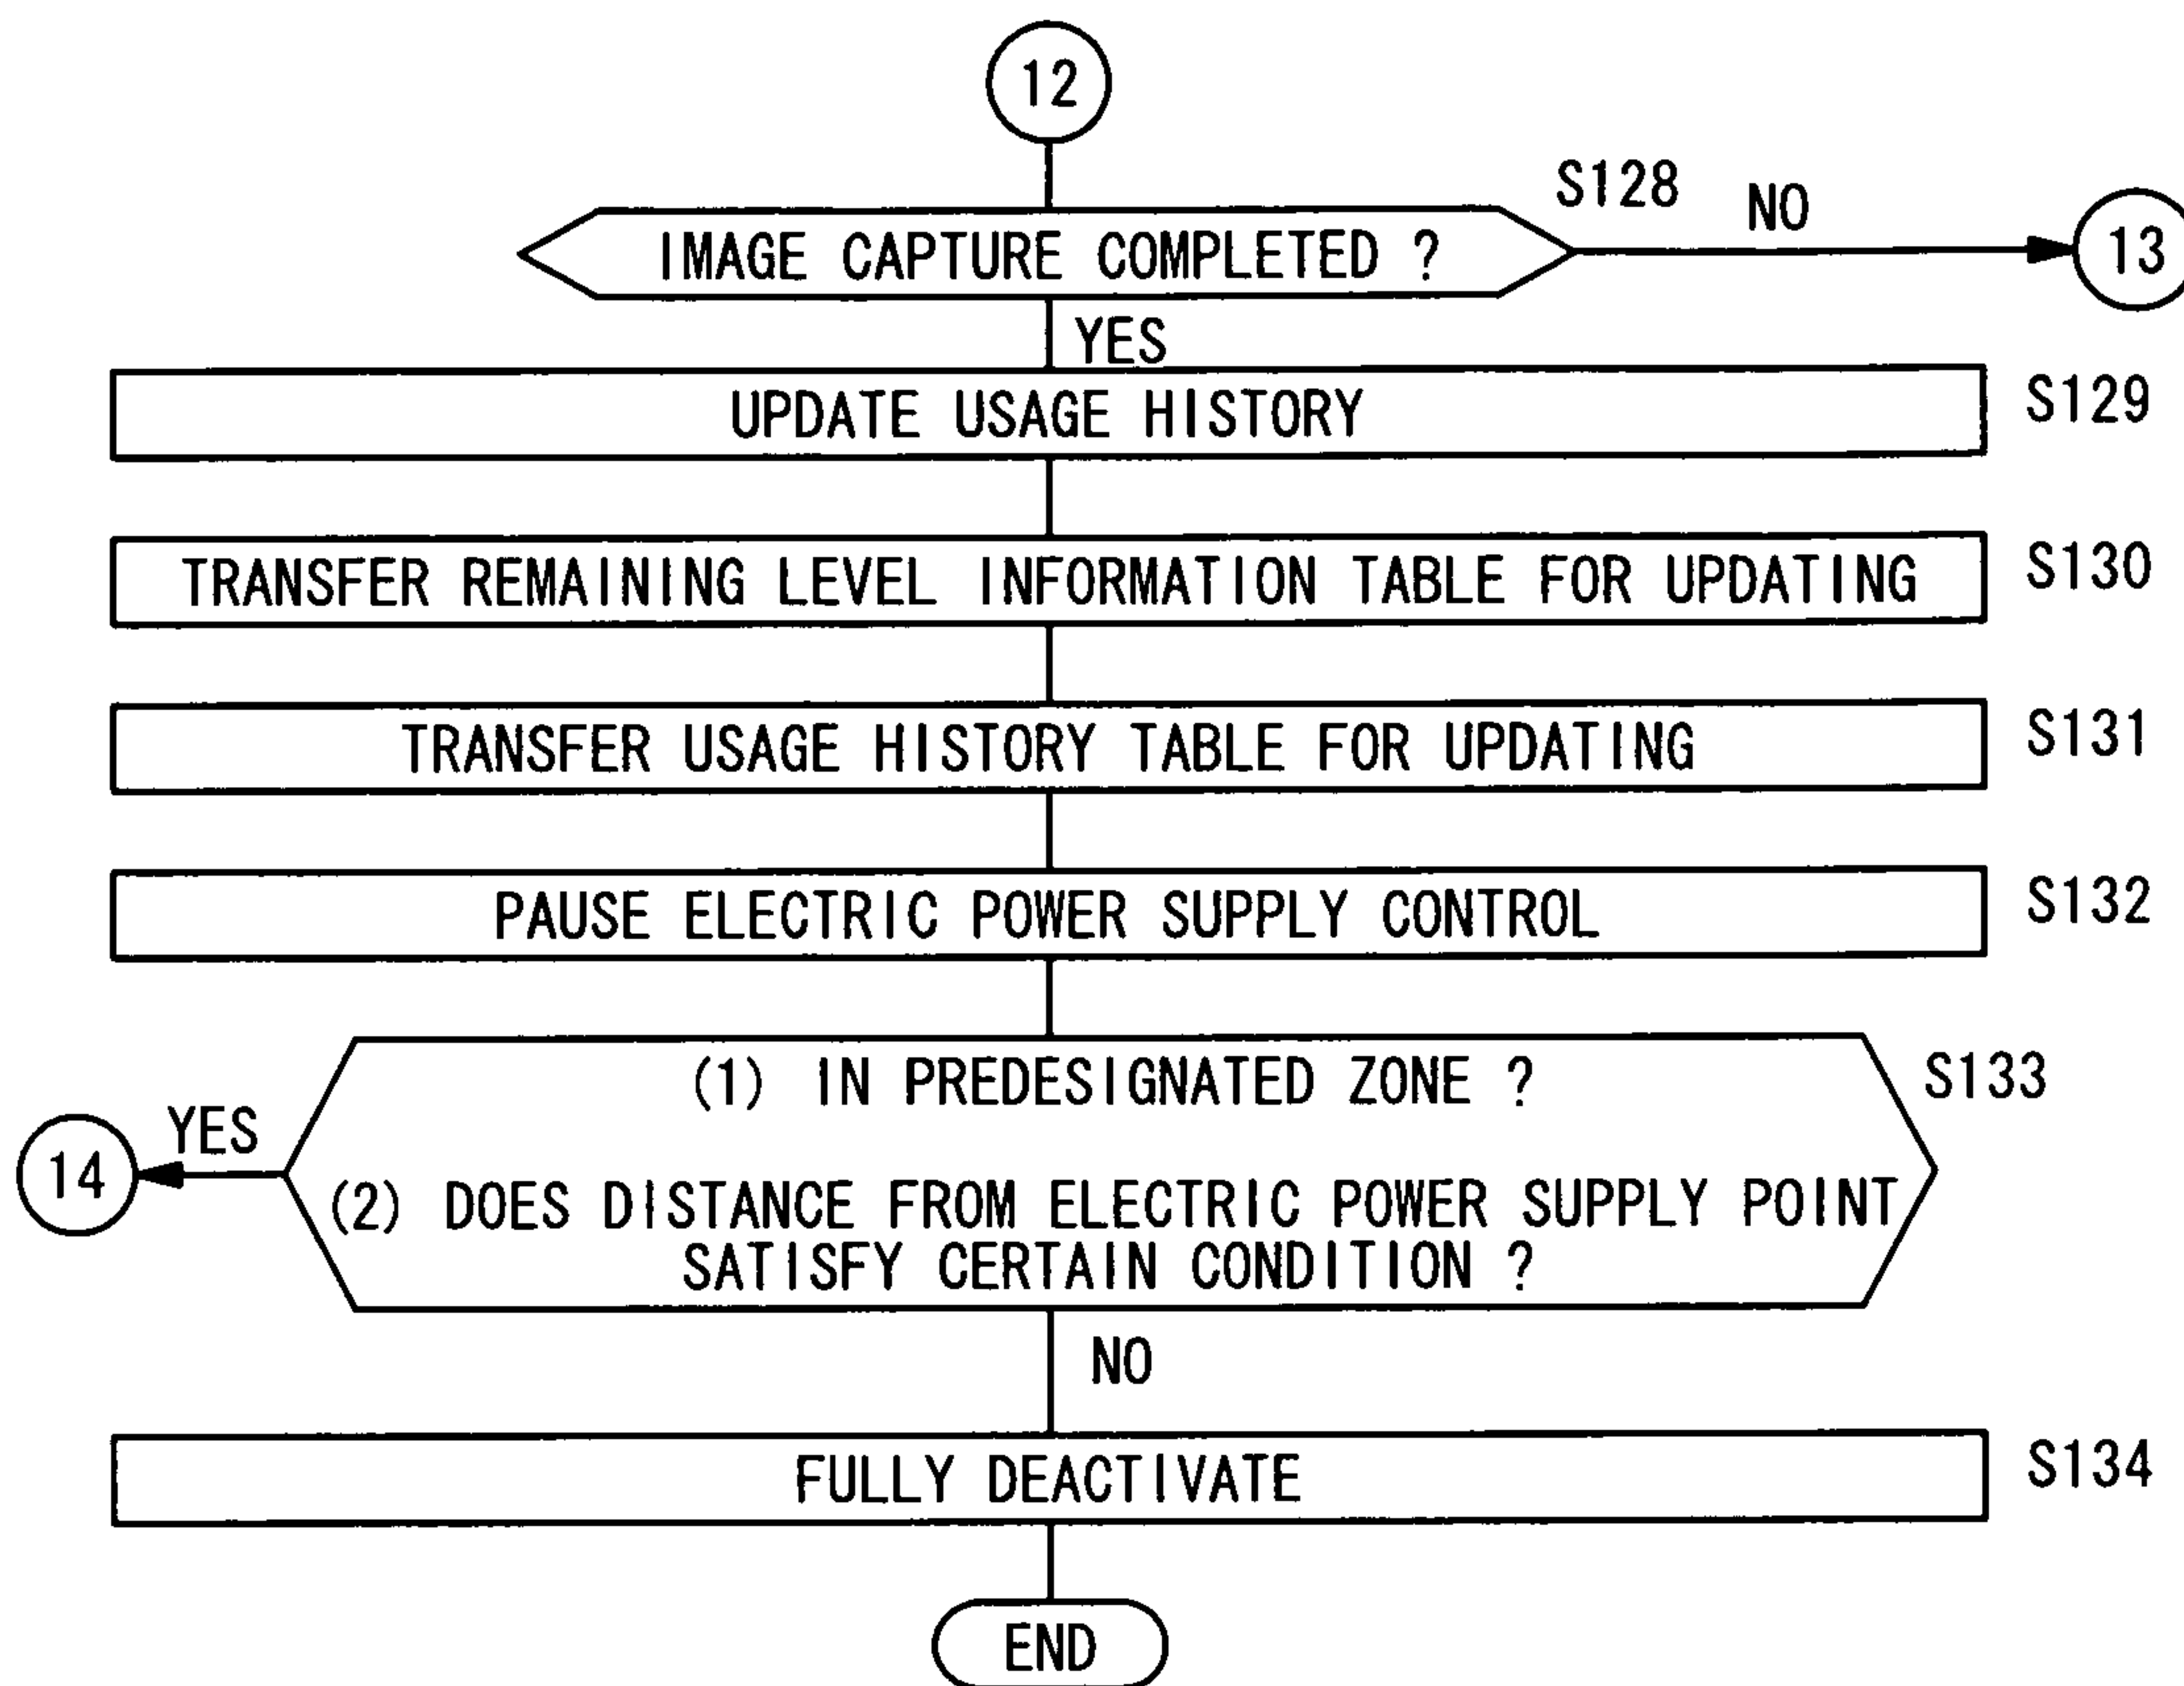 12
S128
NO
IMAGE CAPTURE COMPLETED ?
13
YES
UPDATE USAGE HISTORY
S129
TRANSFER REMAINING LEVEL INFORMATION TABLE FOR UPDATING
S130
TRANSFER USAGE HISTORY TABLE FOR UPDATING
S131
PAUSE ELECTRIC POWER SUPPLY CONTROL
S132
(1) IN PREDESIGNATED ZONE ?
S133
YES
14
(2) DOES DISTANCE FROM ELECTRIC POWER SUPPLY POINT
SATISFY CERTAIN CONDITION ?
NO
FULLY DEACTIVATE
S134
END